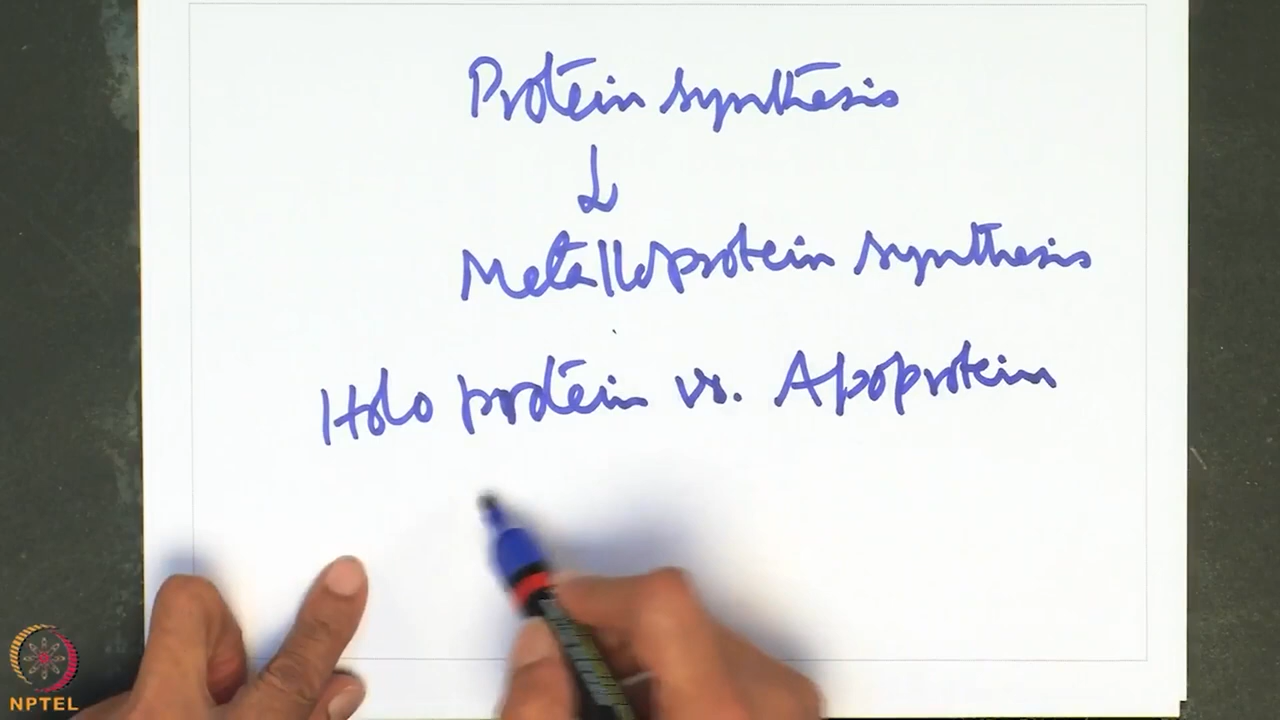 Protein synthesis
↓
Metalloprotein synthesis
Holo protein vs. Apoprotein
NPTEL